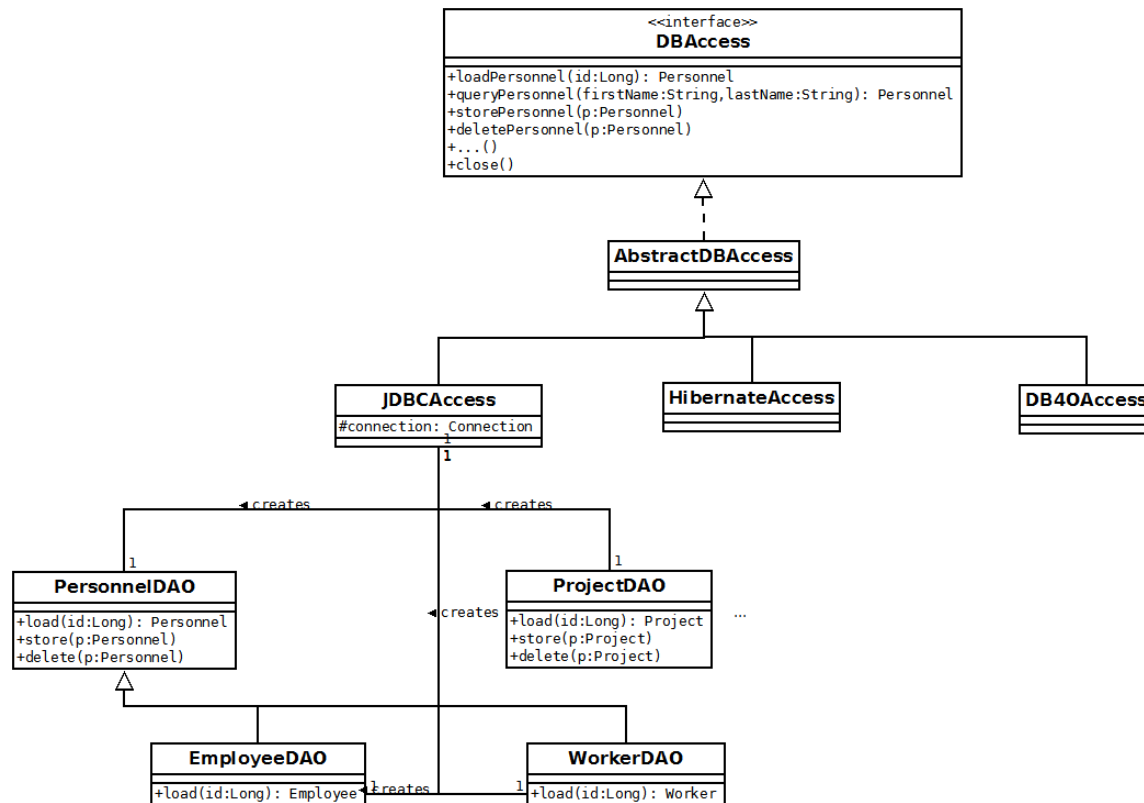 <<interface>>
DBAccess
+loadPersonnel(id:Long): Personnel
+queryPersonnel(firstName:String,lastName:String): Personnel
+storePersonnel(p:Personnel)
+deletePersonnel(p:Personnel)
+...()
+close()
AbstractDBAccess
JDBCAccess
#connection: Connection
1
1
HibernateAccess
DB4OAccess
◄ creates
◄ creates
1
1
PersonnelDAO
+load(id:Long): Personnel
+store(p:Personnel)
+delete(p:Personnel)
◄ creates
ProjectDAO
+load(id:Long): Project
+store(p:Project)
+delete(p:Project)
...
EmployeeDAO
+load(id:Long): Employee
1
◄ creates
1
WorkerDAO
+load(id:Long): Worker